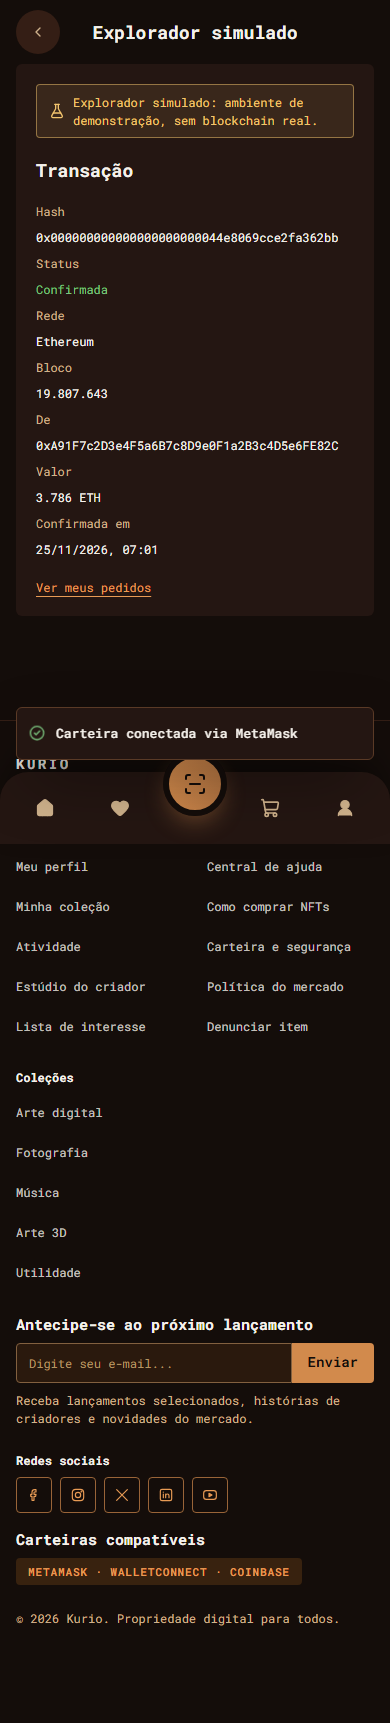 Explorador simulado
Explorador simulado: ambiente de
demonstração, sem blockchain real.
Transação
Hash
0x000000000000000000000044e8069cce2fa362bb
Status
Confirmada
Rede
Ethereum
Bloco
19.807.643
De
0xA91F7c2D3e4F5a6B7c8D9e0F1a2B3c4D5e6FE82C
Valor
3.786 ETH
Confirmada em
25/11/2026, 07:01
Ver meus pedidos
Carteira conectada via MetaMask
KURIO
Meu perfil
Central de ajuda
Minha coleção
Como comprar NFTs
Atividade
Carteira e segurança
Estúdio do criador
Política do mercado
Lista de interesse
Denunciar item
Coleções
Arte digital
Fotografia
Música
Arte 3D
Utilidade
Antecipe-se ao próximo lançamento
Digite seu e-mail...
Enviar
Receba lançamentos selecionados, histórias de
criadores e novidades do mercado.
Redes sociais
Carteiras compatíveis
METAMASK · WALLETCONNECT · COINBASE
© 2026 Kurio. Propriedade digital para todos.